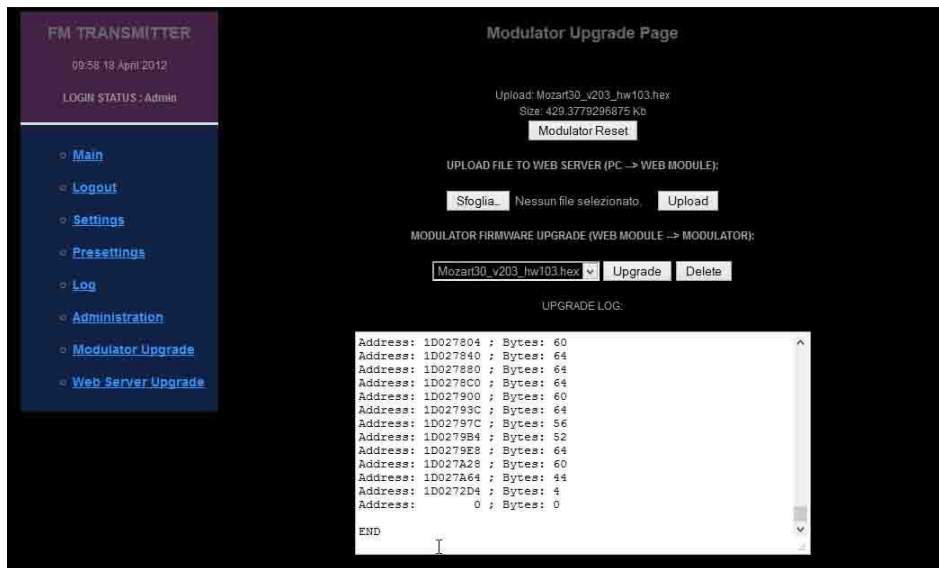 FM TRANSMITTER
09:58 18 April 2012
LOGIN STATUS : Admin
Main
Logout
Settings
Presettings
Log
Administration
Modulator Upgrade
Web Server Upgrade
Modulator Upgrade Page
Upload: Mozart30_v203_hw103.hex
Size: 429.3779296875 Kb
Modulator Reset
UPLOAD FILE TO WEB SERVER (PC --> WEB MODULE):
Sfoglia_ Nessun file selezionato. Upload
MODULATOR FIRMWARE UPGRADE (WEB MODULE --> MODULATOR):
Mozart30_v203_hw103.hex Upgrade Delete
UPGRADE LOG:
Address: 1D027804 ; Bytes: 60
Address: 1D027840 ; Bytes: 64
Address: 1D027880 ; Bytes: 64
Address: 1D0278C0 ; Bytes: 64
Address: 1D027900 ; Bytes: 60
Address: 1D02793C ; Bytes: 64
Address: 1D02797C ; Bytes: 56
Address: 1D0279B4 ; Bytes: 52
Address: 1D0279E8 ; Bytes: 64
Address: 1D027A28 ; Bytes: 60
Address: 1D027A64 ; Bytes: 44
Address: 1D0272D4 ; Bytes: 4
Address: 0 ; Bytes: 0
END